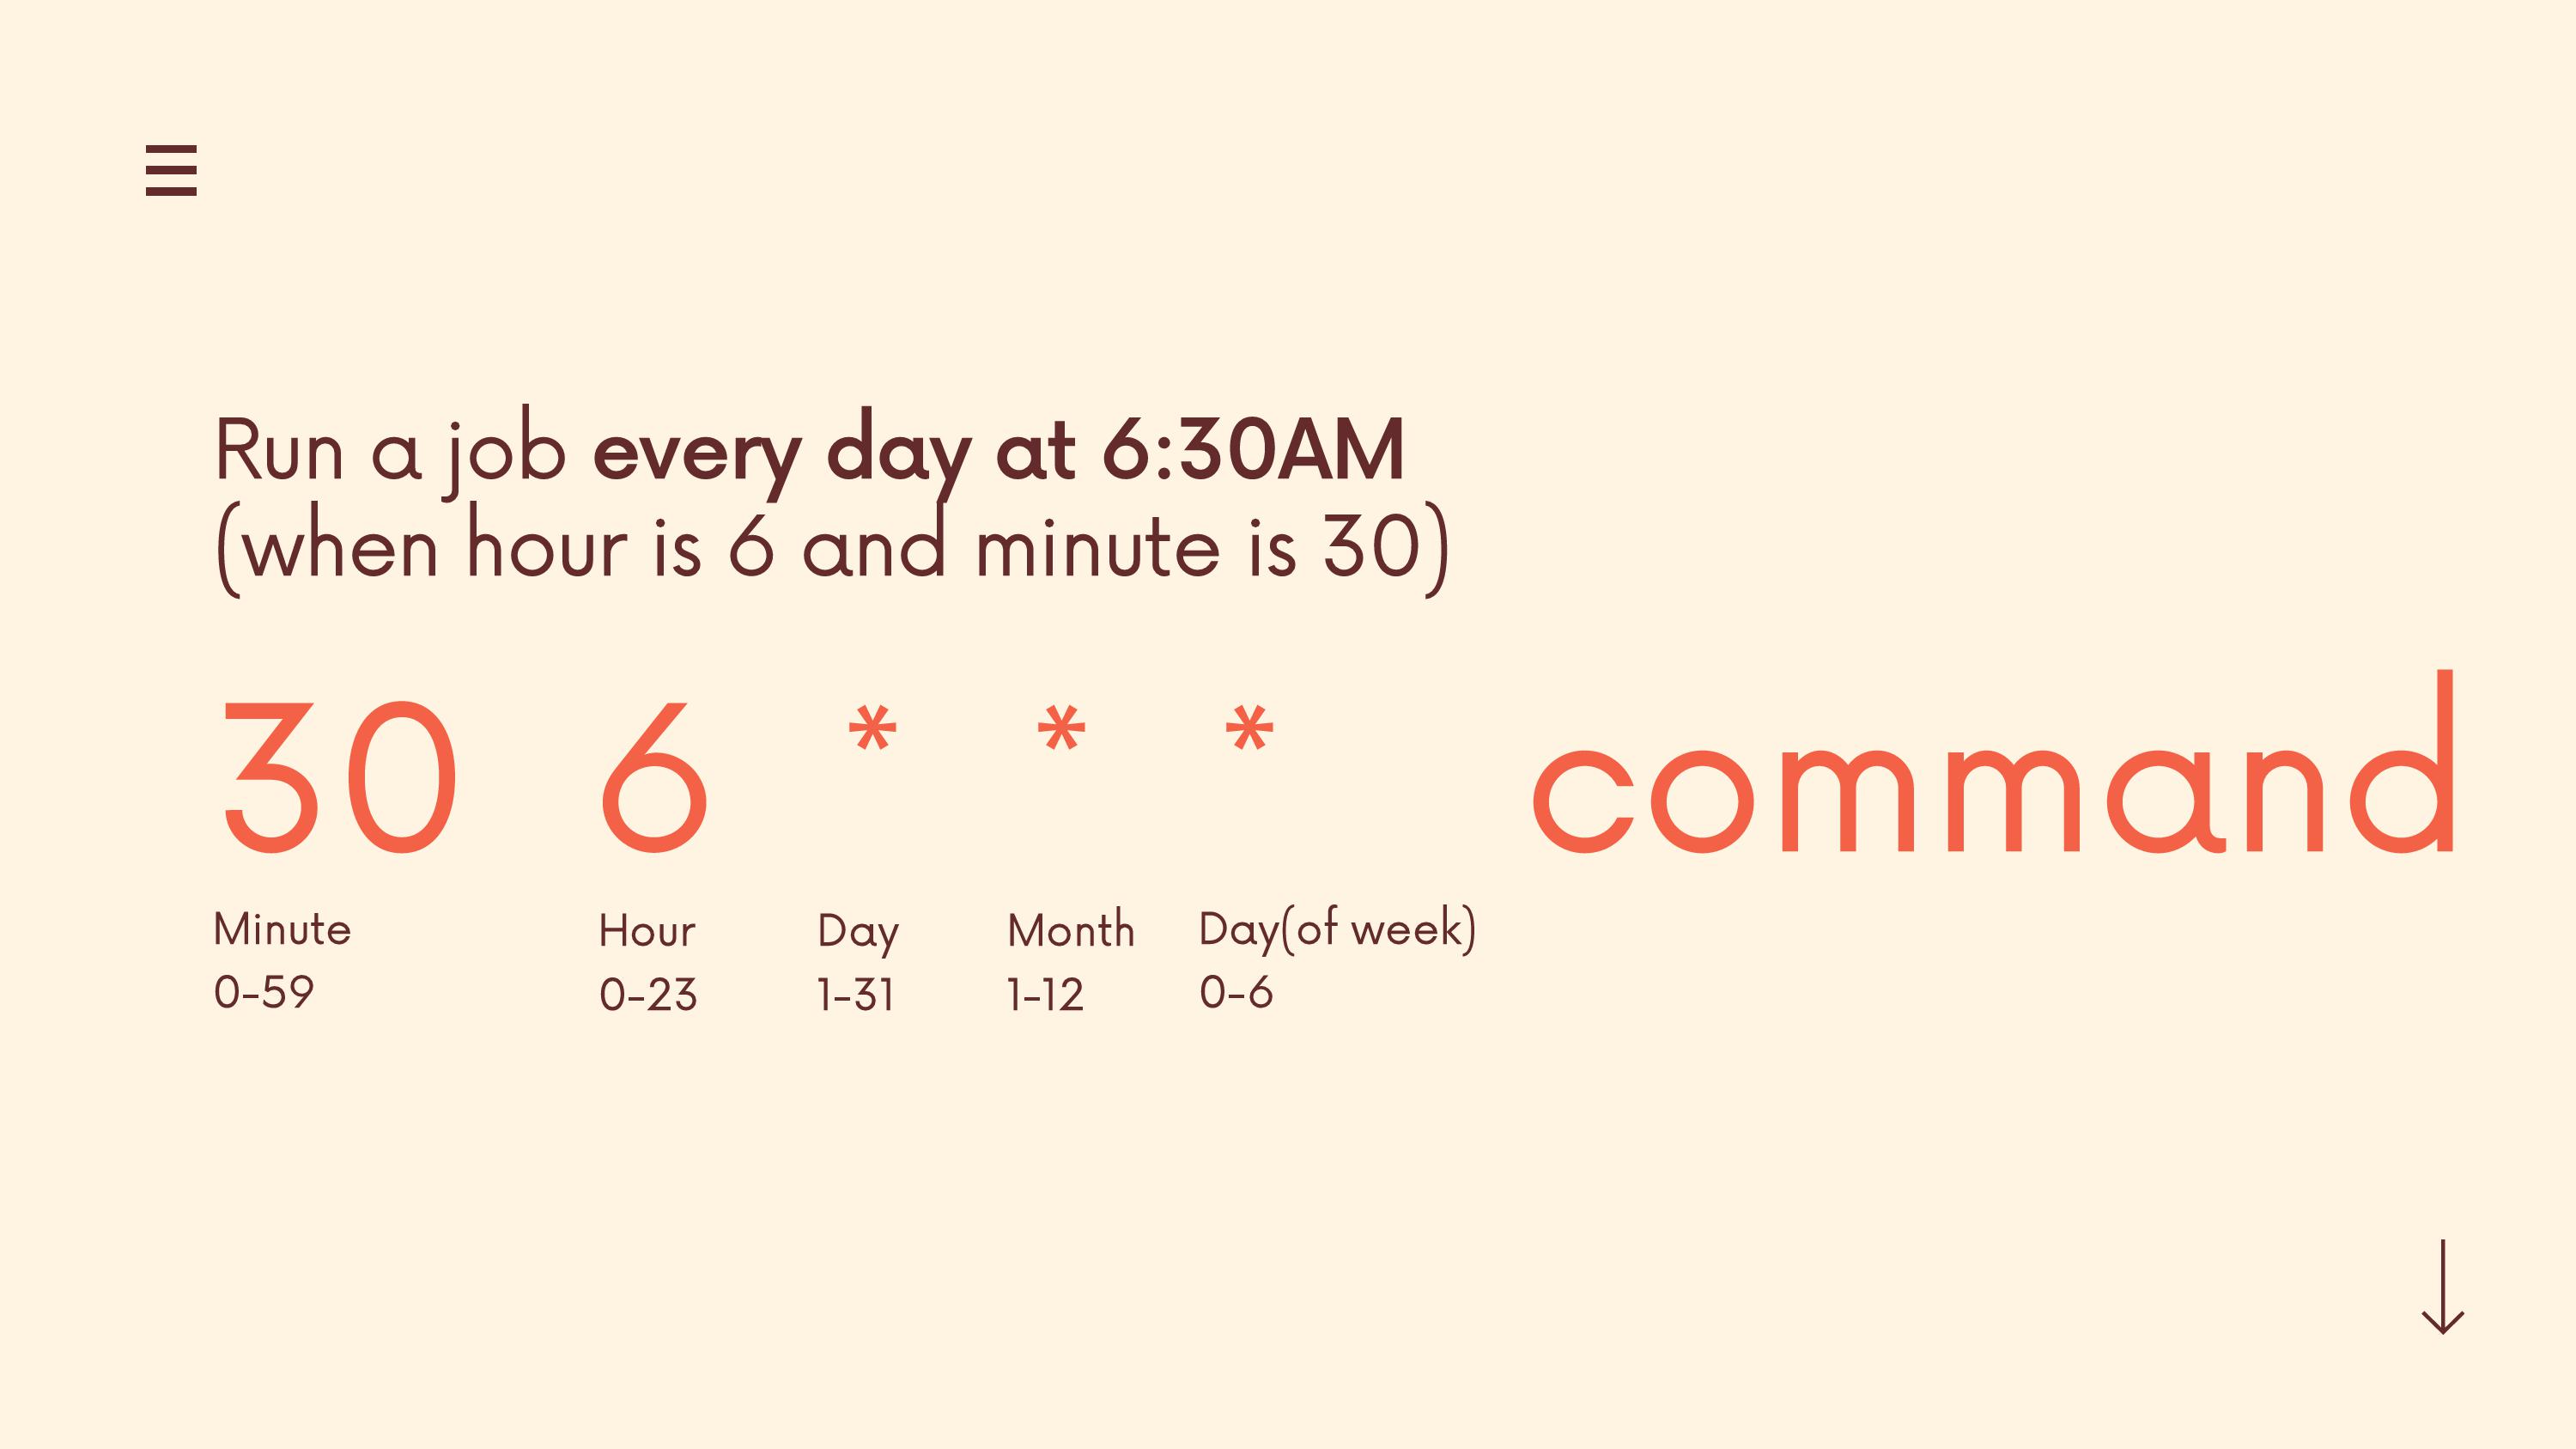 Run a job every day at 6:30AM
(when hour is 6 and minute is 30)
30 6 * * * command
Minute Hour Day Month Day(of week)
0-59 0-23 1-31 1-12 0-6